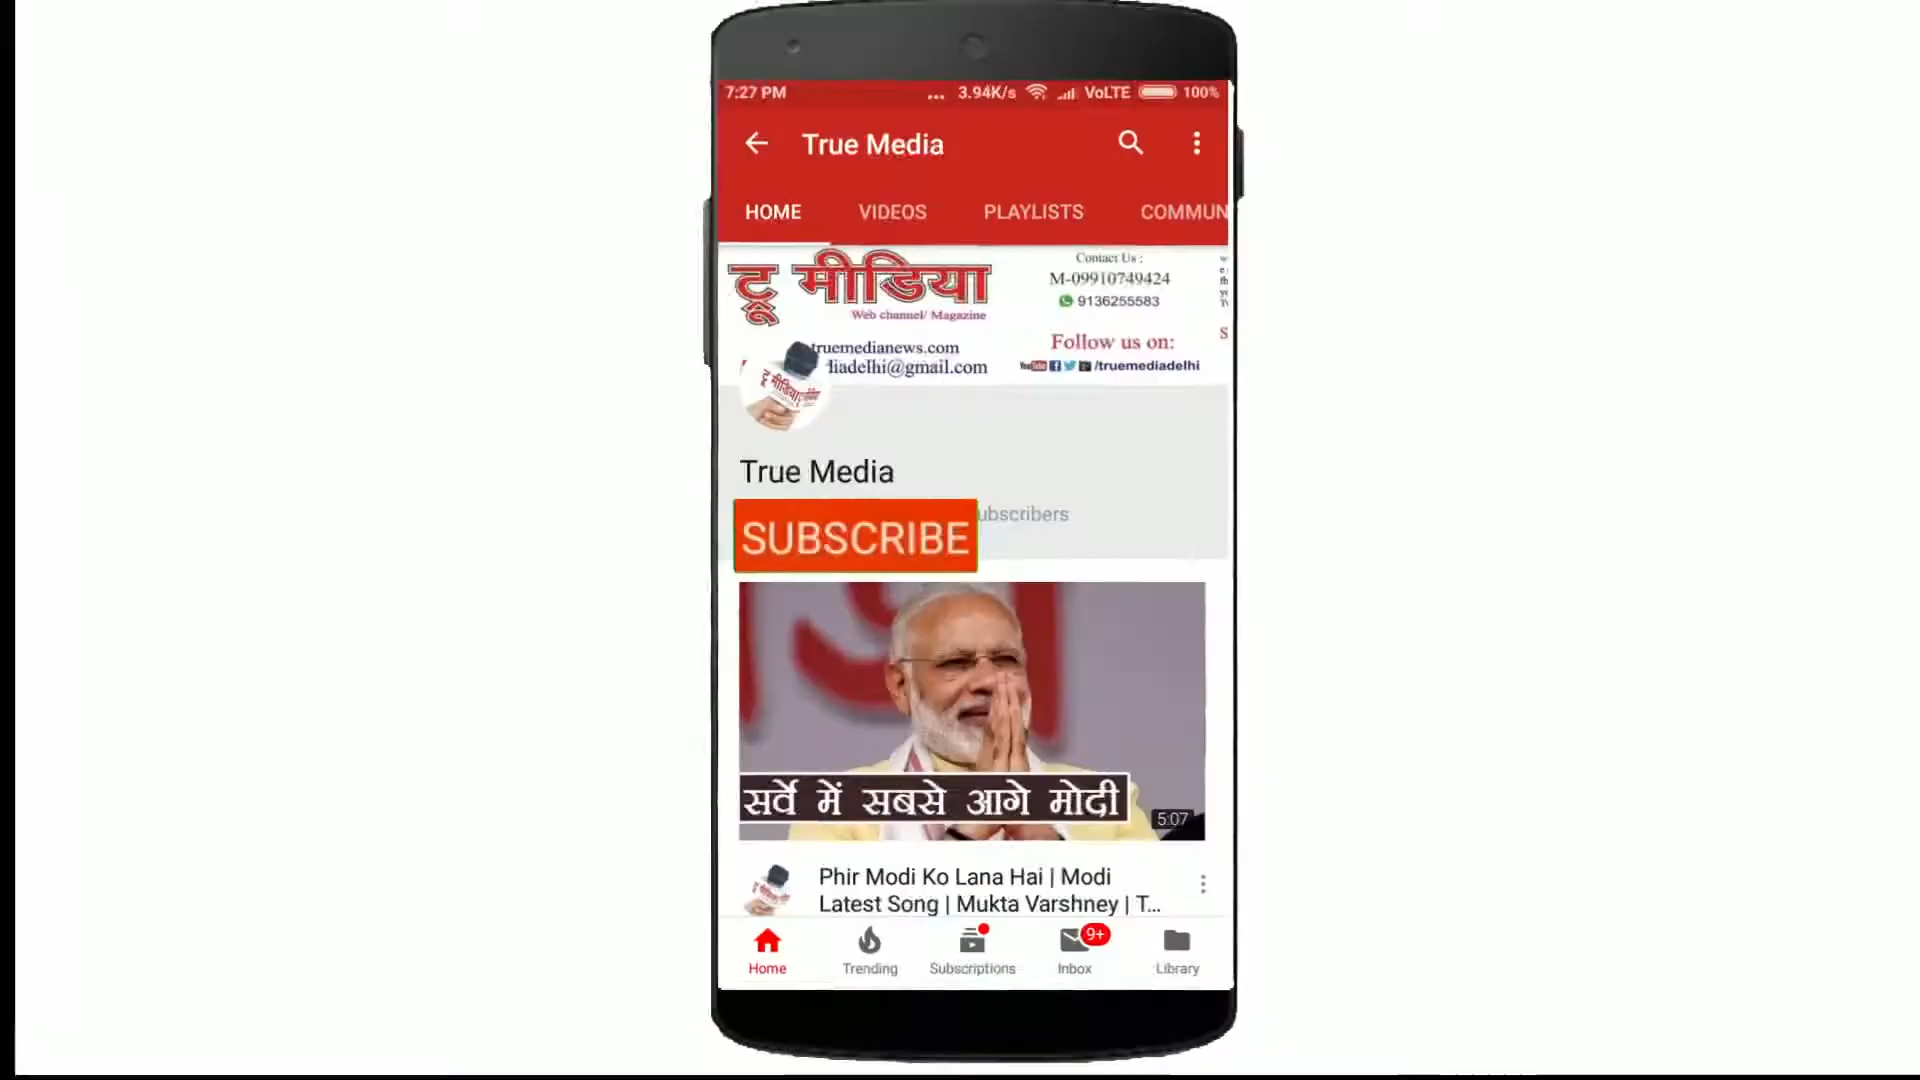 7:27 PM ... 3.94K/s VoLTE 100%
True Media
HOME VIDEOS PLAYLISTS COMMUN
टू मीडिया
Web channel/ Magazine
truemedianews.com
diadelhi@gmail.com
Contact Us :
M-09910749424
9136255583
Follow us on:
YouTube /truemediadelhi
True Media
SUBSCRIBE ubscribers
सर्वे में सबसे आगे मोदी
5:07
Phir Modi Ko Lana Hai | Modi
Latest Song | Mukta Varshney | T...
9+
Home Trending Subscriptions Inbox Library